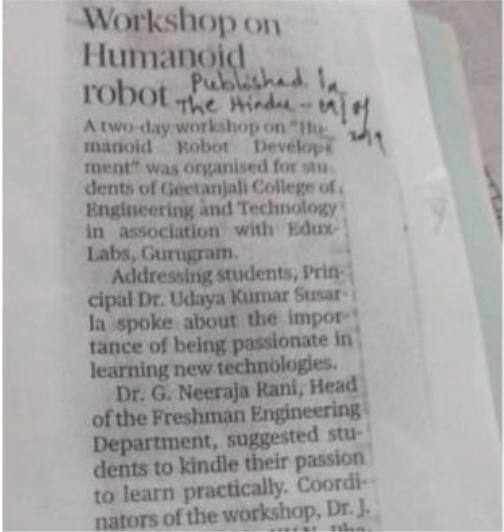 Workshop on
Humanoid
robot
Published In
The Hindu -
2019
A two-day workshop on "Hu-
manoid Robot Develop-
ment" was organised for stu-
dents of Geetanjali College of
Engineering and Technology
in association with Edux-
Labs, Gurugram.
Addressing students, Prin-
cipal Dr. Udaya Kumar Susar-
la spoke about the impor-
tance of being passionate in
learning new technologies.
Dr. G. Neeraja Rani, Head
of the Freshman Engineering
Department, suggested stu-
dents to kindle their passion
to learn practically. Coordi-
nators of the workshop, Dr. J.